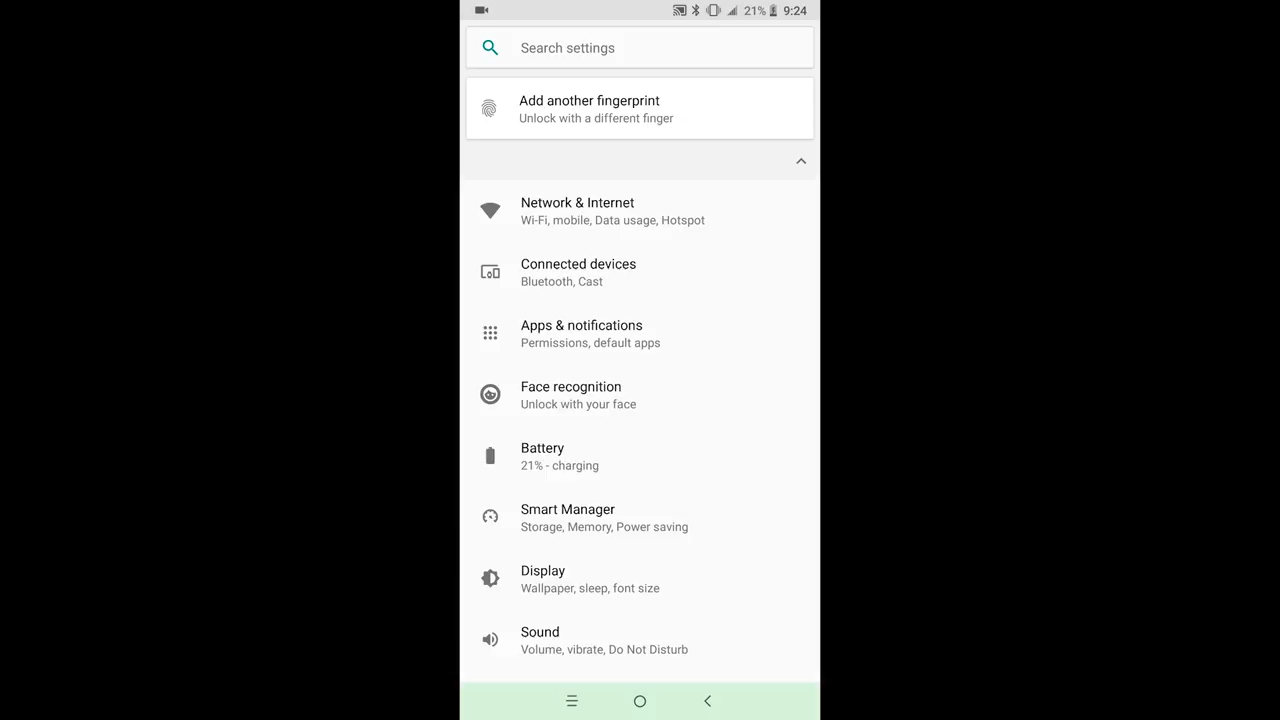 21% 9:24
Search settings
Add another fingerprint
Unlock with a different finger
Network & Internet
Wi-Fi, mobile, Data usage, Hotspot
Connected devices
Bluetooth, Cast
Apps & notifications
Permissions, default apps
Face recognition
Unlock with your face
Battery
21% - charging
Smart Manager
Storage, Memory, Power saving
Display
Wallpaper, sleep, font size
Sound
Volume, vibrate, Do Not Disturb